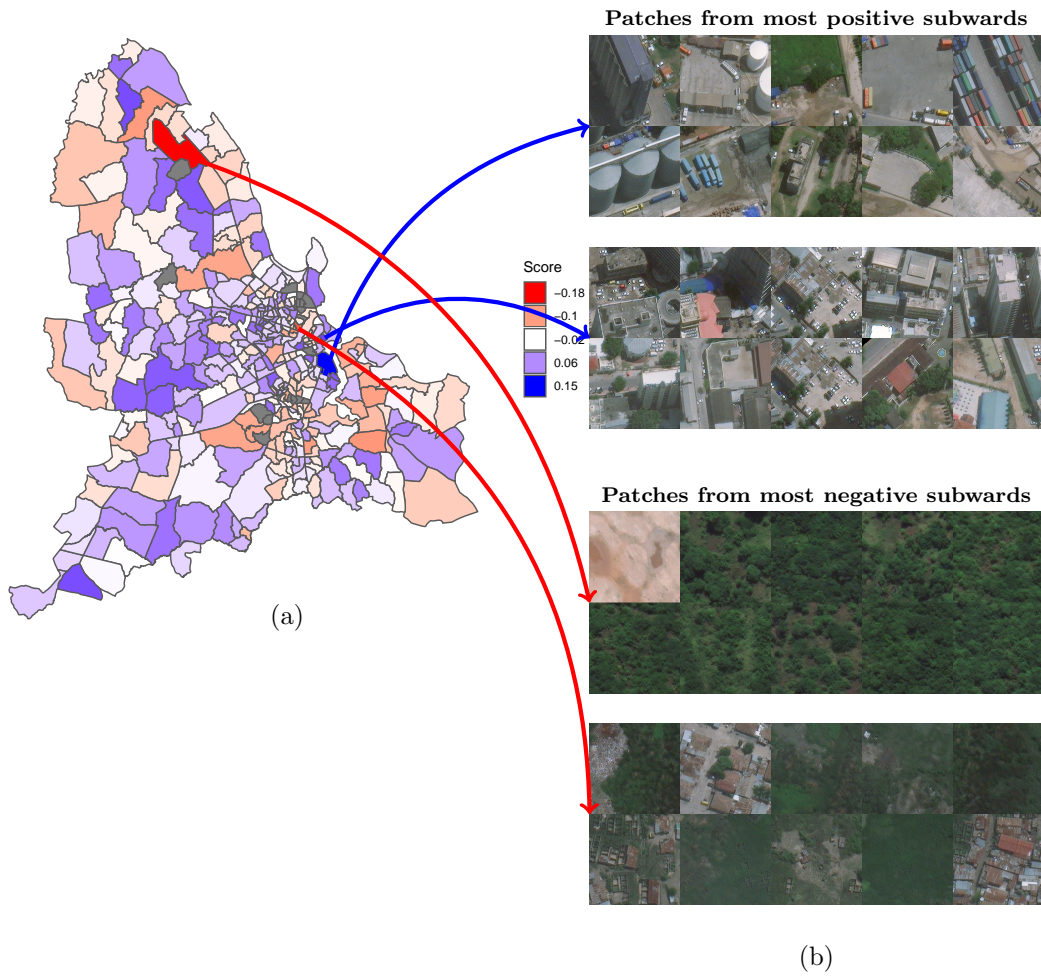 Patches from most positive subwards
Score
−0.18
−0.1
−0.02
0.06
0.15
Patches from most negative subwards
(a)
(b)